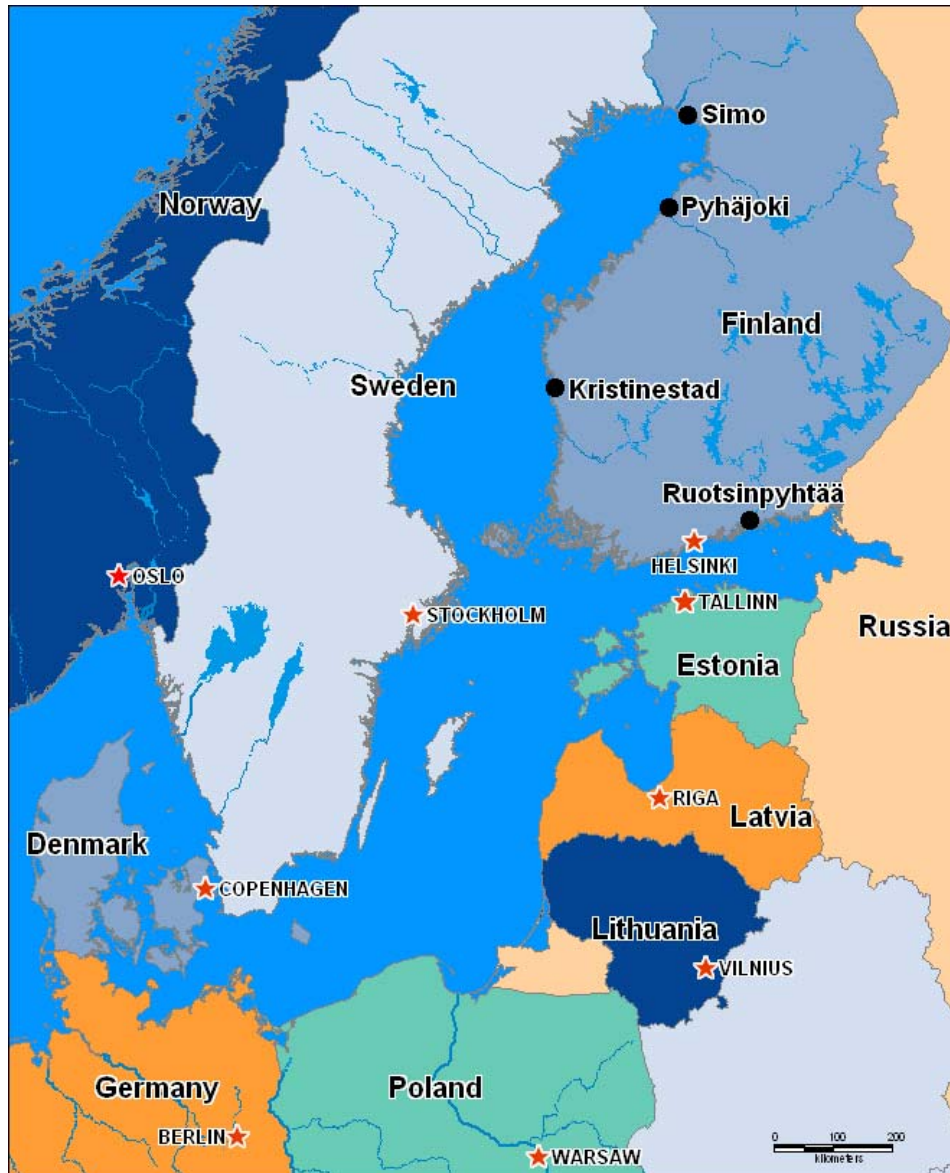 Simo
Norway
Pyhäjoki
Finland
Sweden
Kristinestad
Ruotsinpyhtää
HELSINKI
OSLO
TALLINN
STOCKHOLM
Russia
Estonia
RIGA
Latvia
Denmark
COPENHAGEN
Lithuania
VILNIUS
Germany
Poland
BERLIN
WARSAW
0 100 200
kilometers